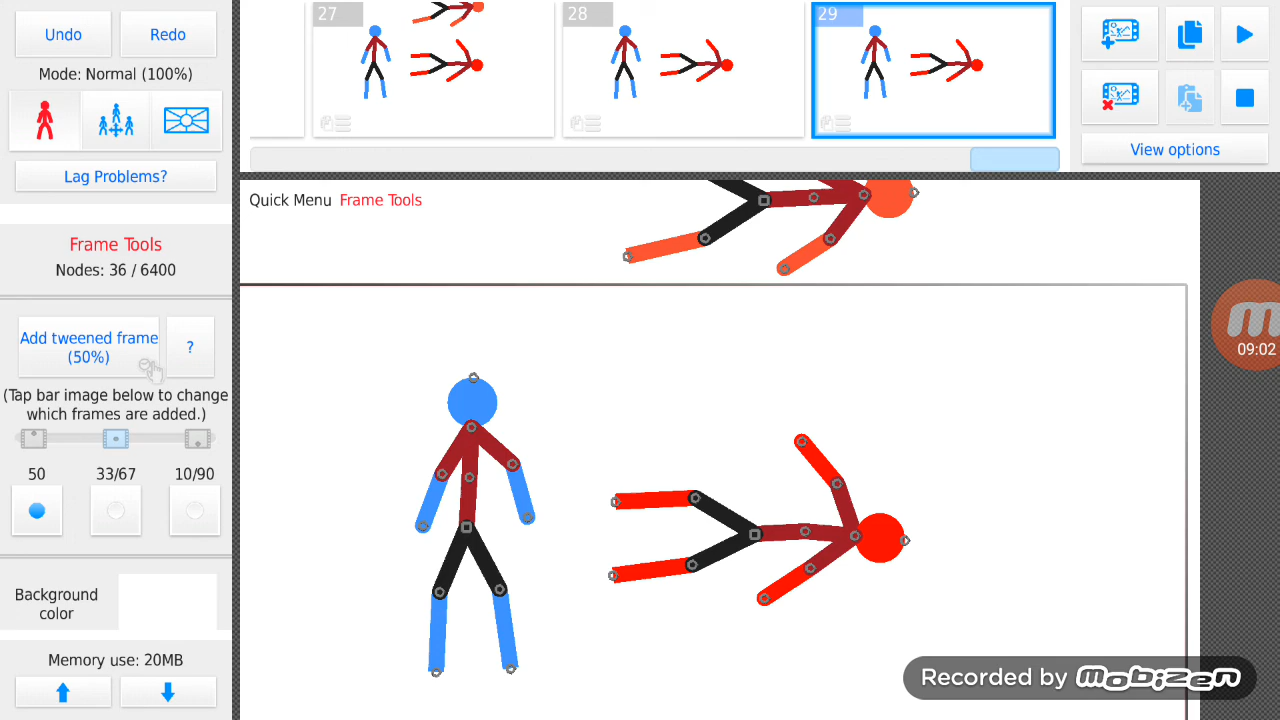 Undo
Redo
Mode: Normal (100%)
Lag Problems?
Frame Tools
Nodes: 36 / 6400
Add tweened frame
(50%)
?
(Tap bar image below to change
which frames are added.)
50
33/67
10/90
Background
color
Memory use: 20MB
27
28
29
View options
Quick Menu Frame Tools
09:02
Recorded by mobizen